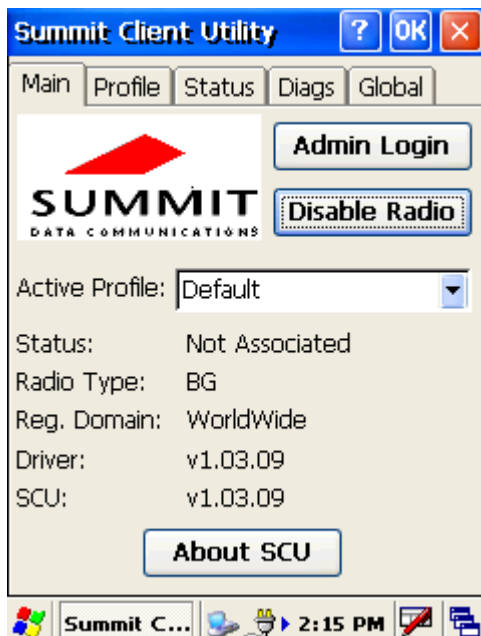 Summit Client Utility ? OK
Main Profile Status Diags Global
Admin Login
SUMMIT
DATA COMMUNICATIONS
Disable Radio
Active Profile: Default
Status: Not Associated
Radio Type: BG
Reg. Domain: WorldWide
Driver: v1.03.09
SCU: v1.03.09
About SCU
Summit C... 2:15 PM